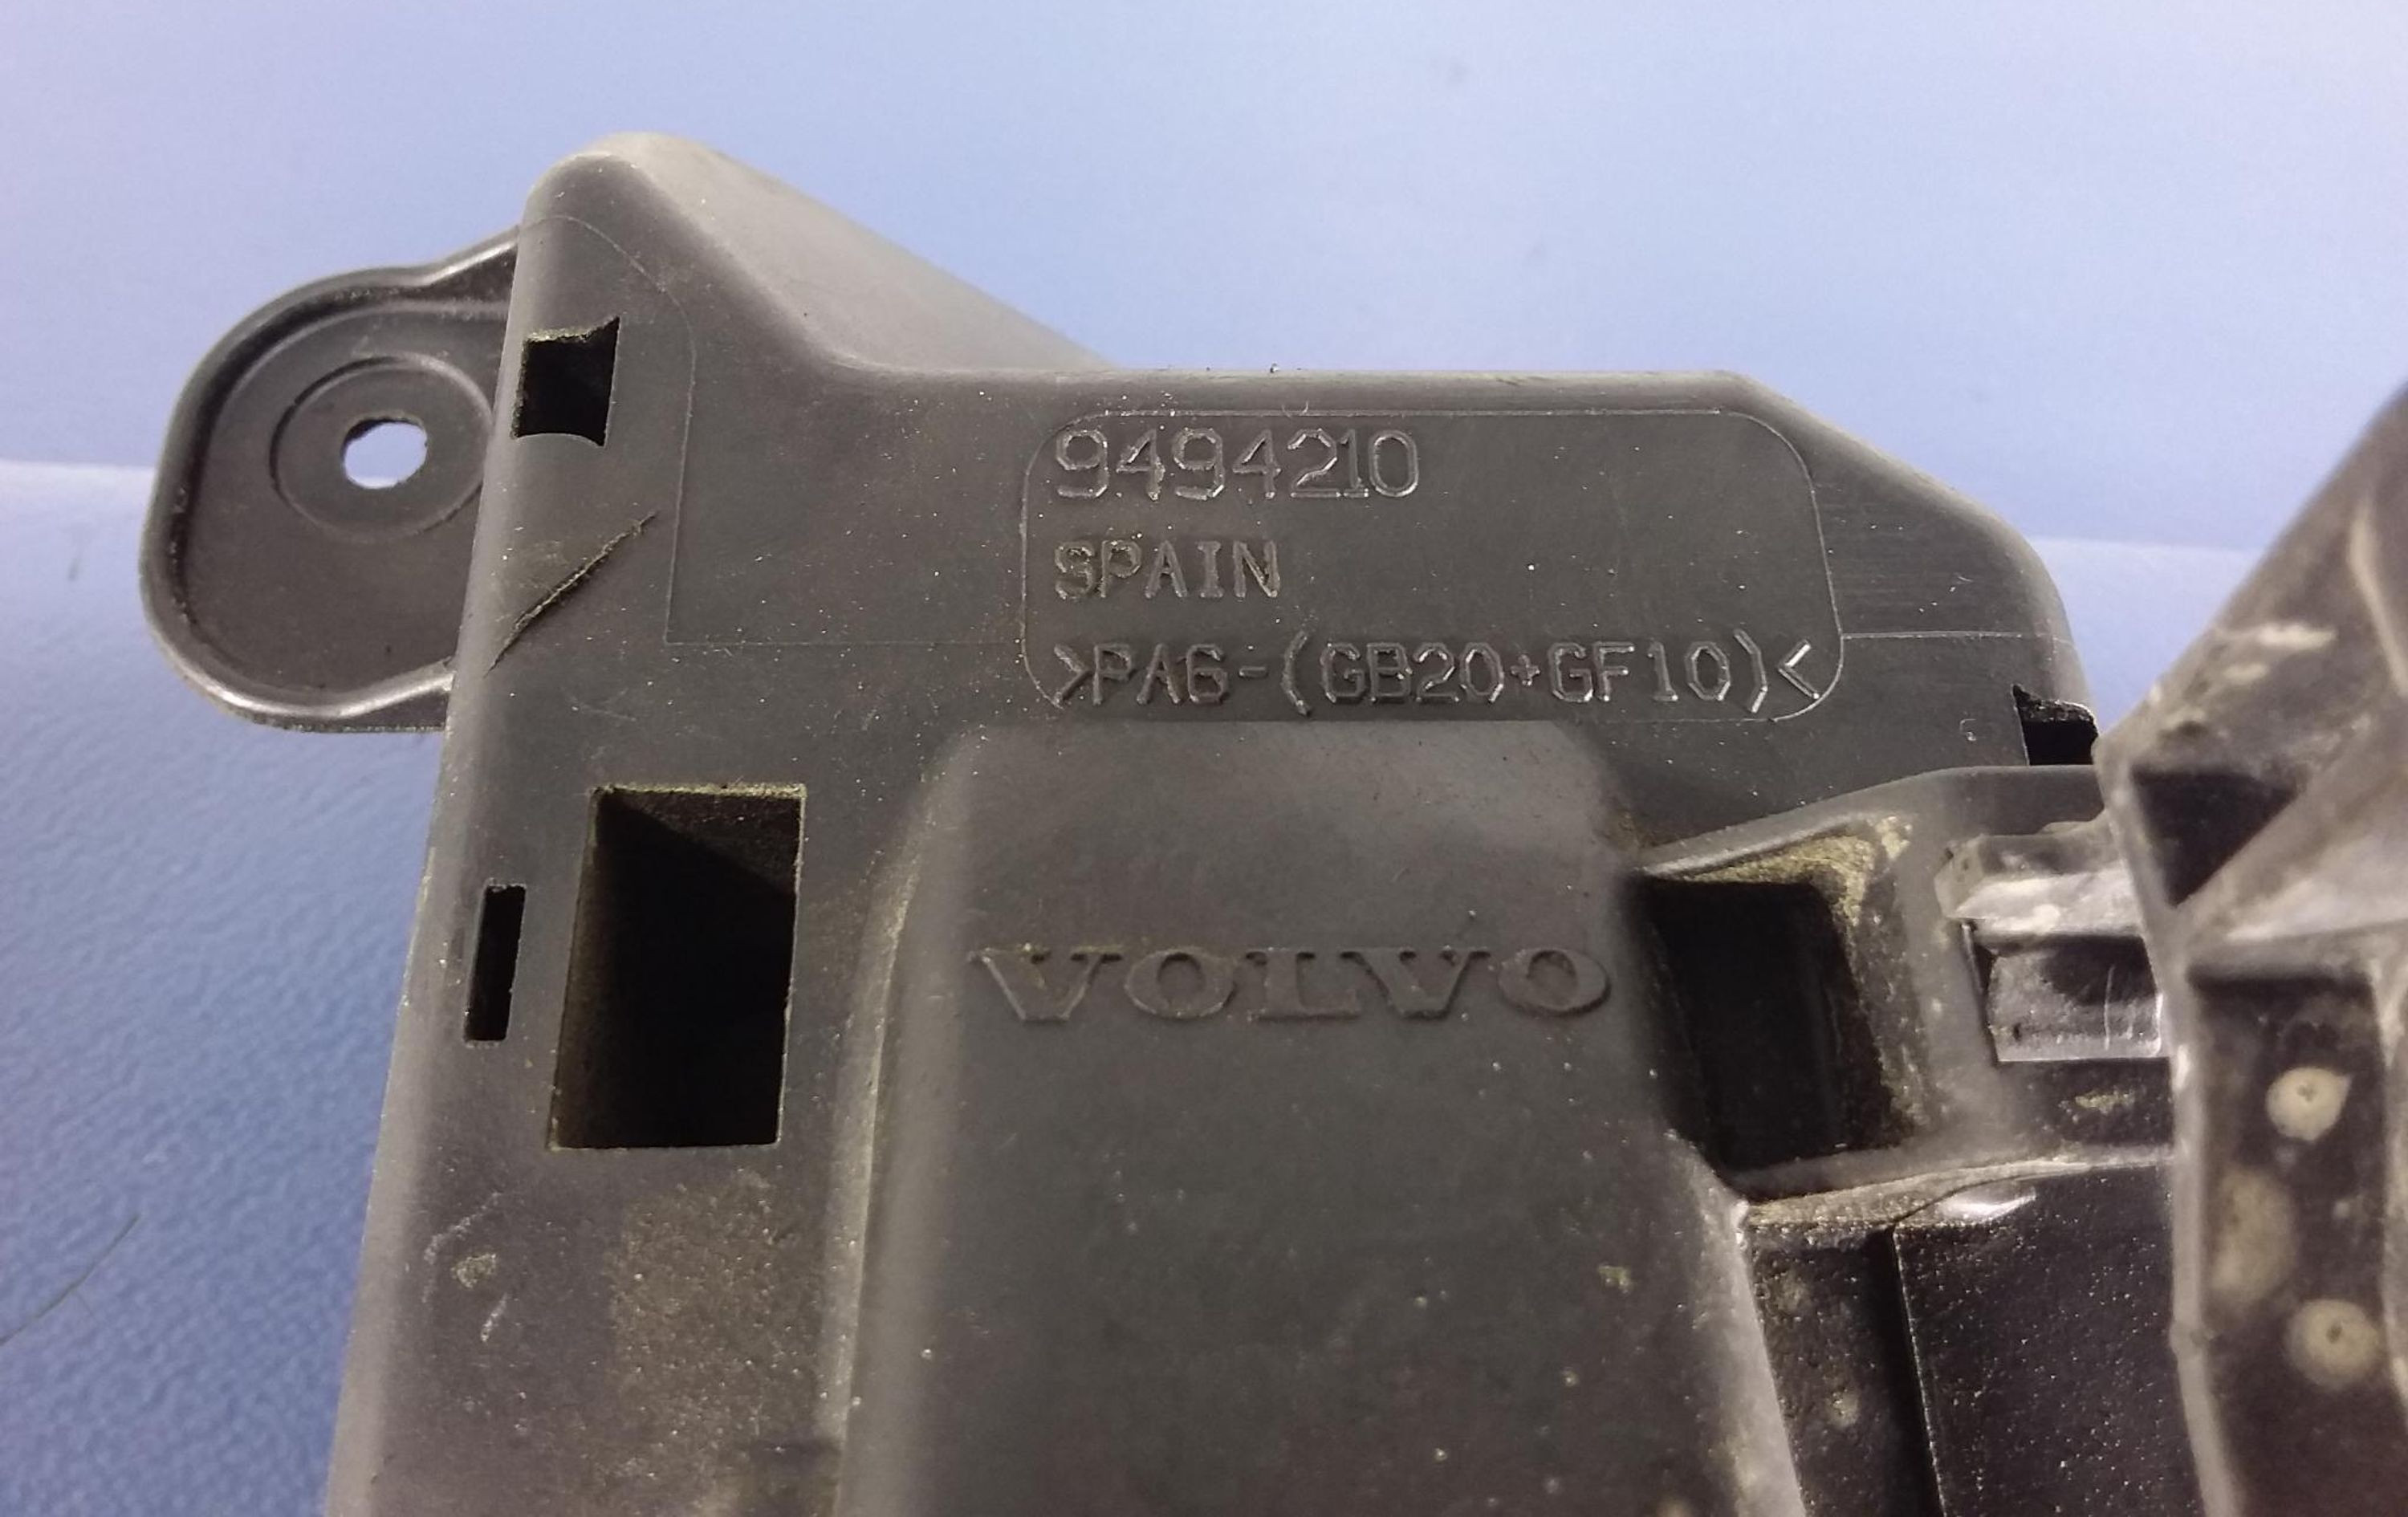 9494210
SPAIN
>PA6-(GB20+GF10)<
VOLVO